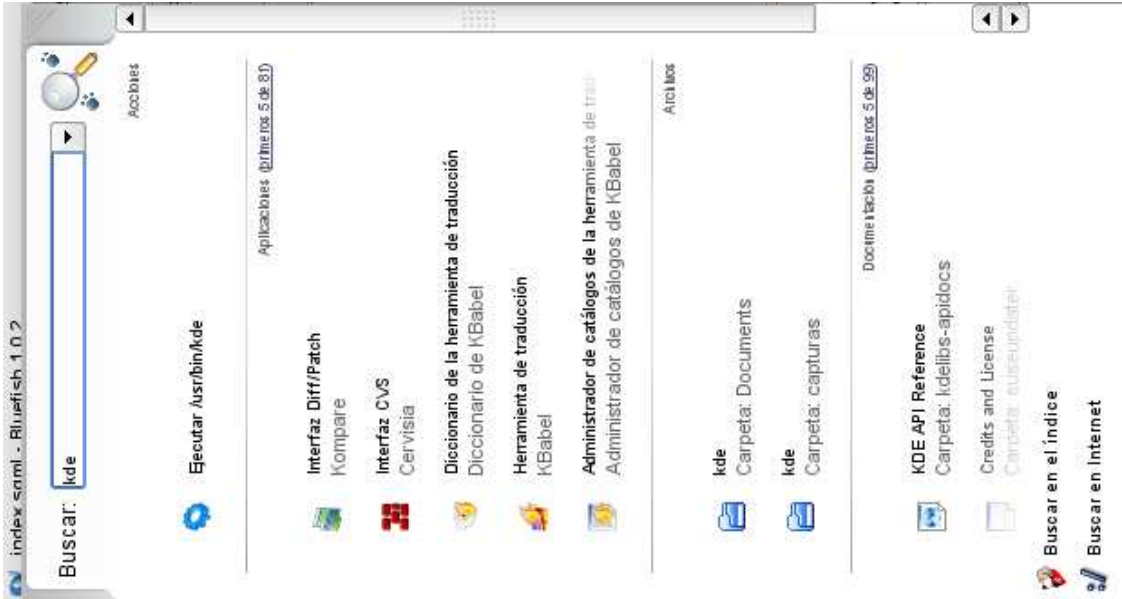 index.sgml - Bluefish 1.0.2
Buscar: kde
Acciones
Ejecutar /usr/bin/kde
Aplicaciones (primeros 5 de 81)
Interfaz Diff/Patch
Kompare
Interfaz CVS
Cervisia
Diccionario de la herramienta de traducción
Diccionario de KBabel
Herramienta de traducción
KBabel
Administrador de catálogos de la herramienta de trad
Administrador de catálogos de KBabel
Archivos
kde
Carpeta: Documents
kde
Carpeta: capturas
Documentación (primeros 5 de 99)
KDE API Reference
Carpeta: kdelibs-apidocs
Credits and License
Carpeta:
Buscar en el índice
Buscar en Internet